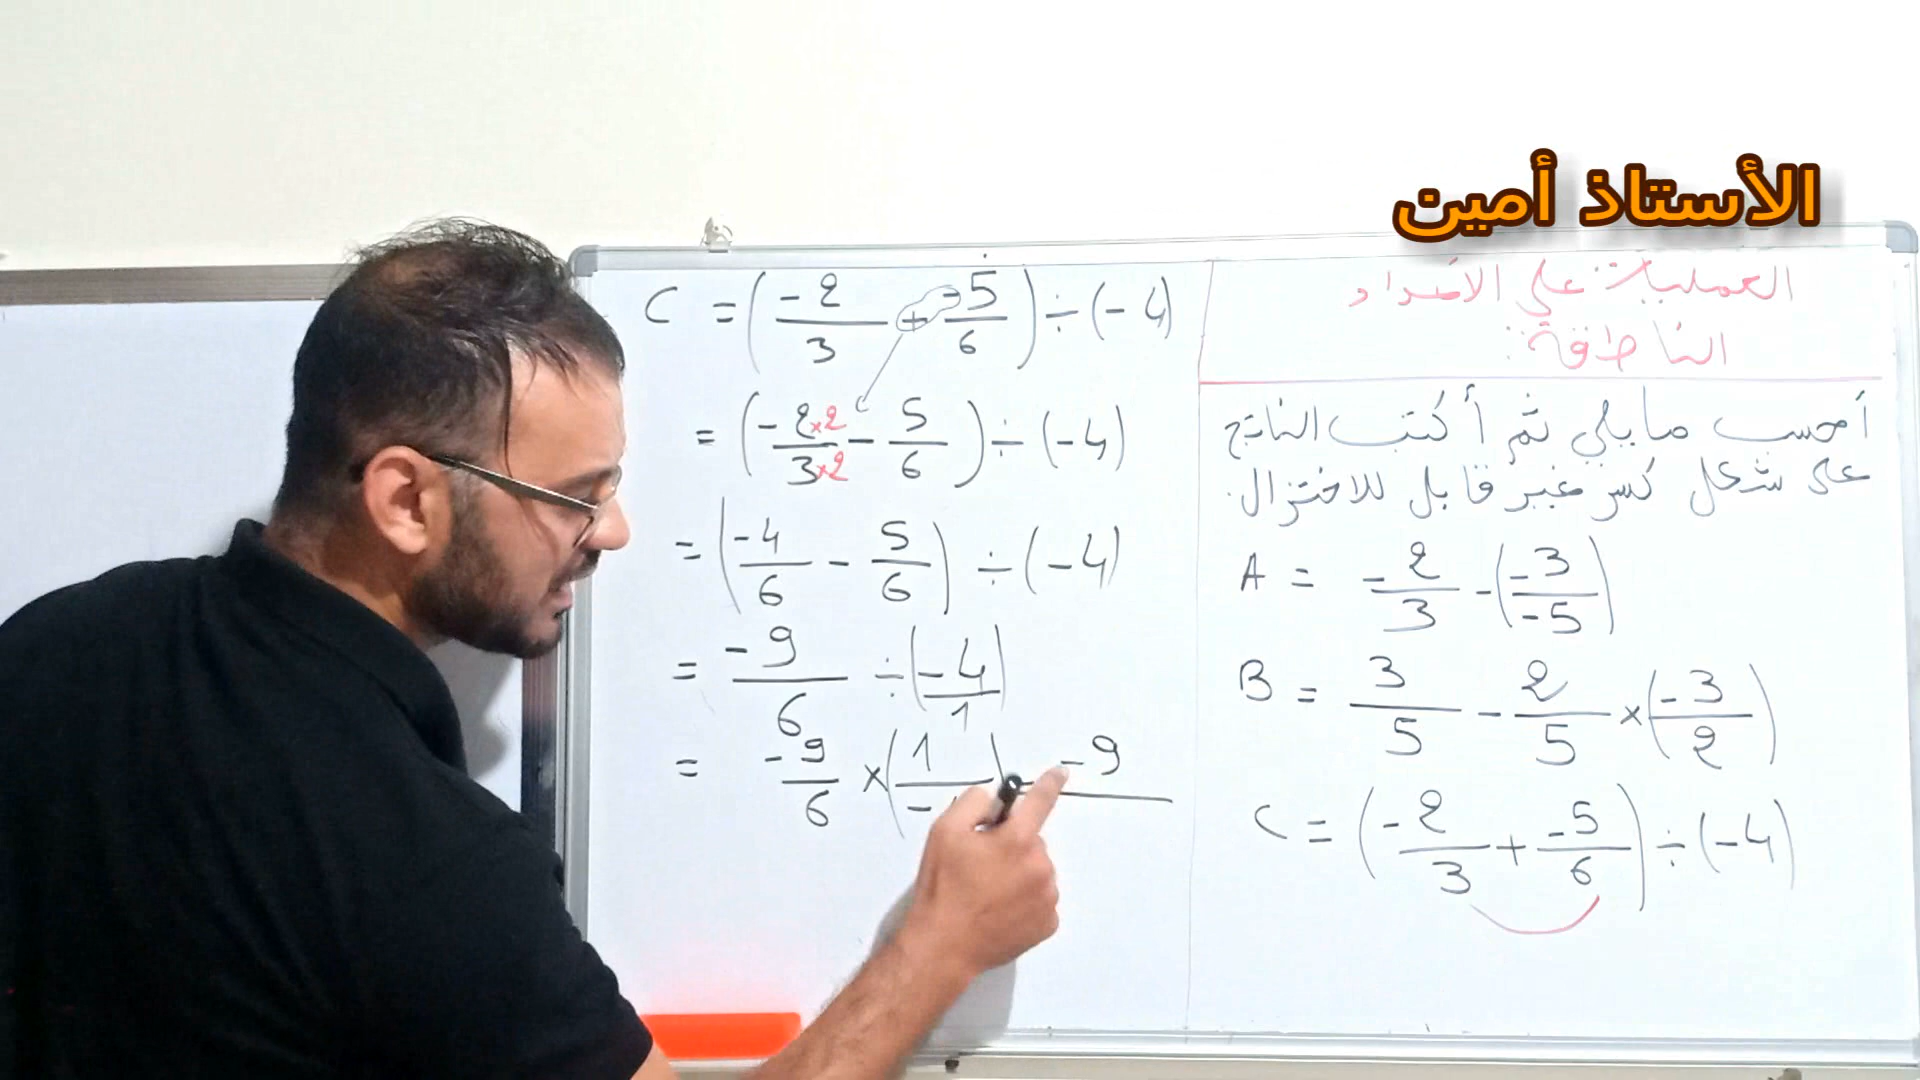 الأستاذ أمين
العمليات على الأعداد
الناطقة:
أحسب ما يلي ثم أكتب الناتج
على شكل كسر غير قابل للاختزال.
A = -2/3 - (-3/-5)
B = 3/5 - 2/5 × (-3/2)
C = (-2/3 + -5/6) ÷ (-4)
C = (-2/3 + -5/6) ÷ (-4)
= (-2×2/3×2 - 5/6) ÷ (-4)
= (-4/6 - 5/6) ÷ (-4)
= -9/6 ÷ (-4/1)
= -9/6 × (1/-) -9